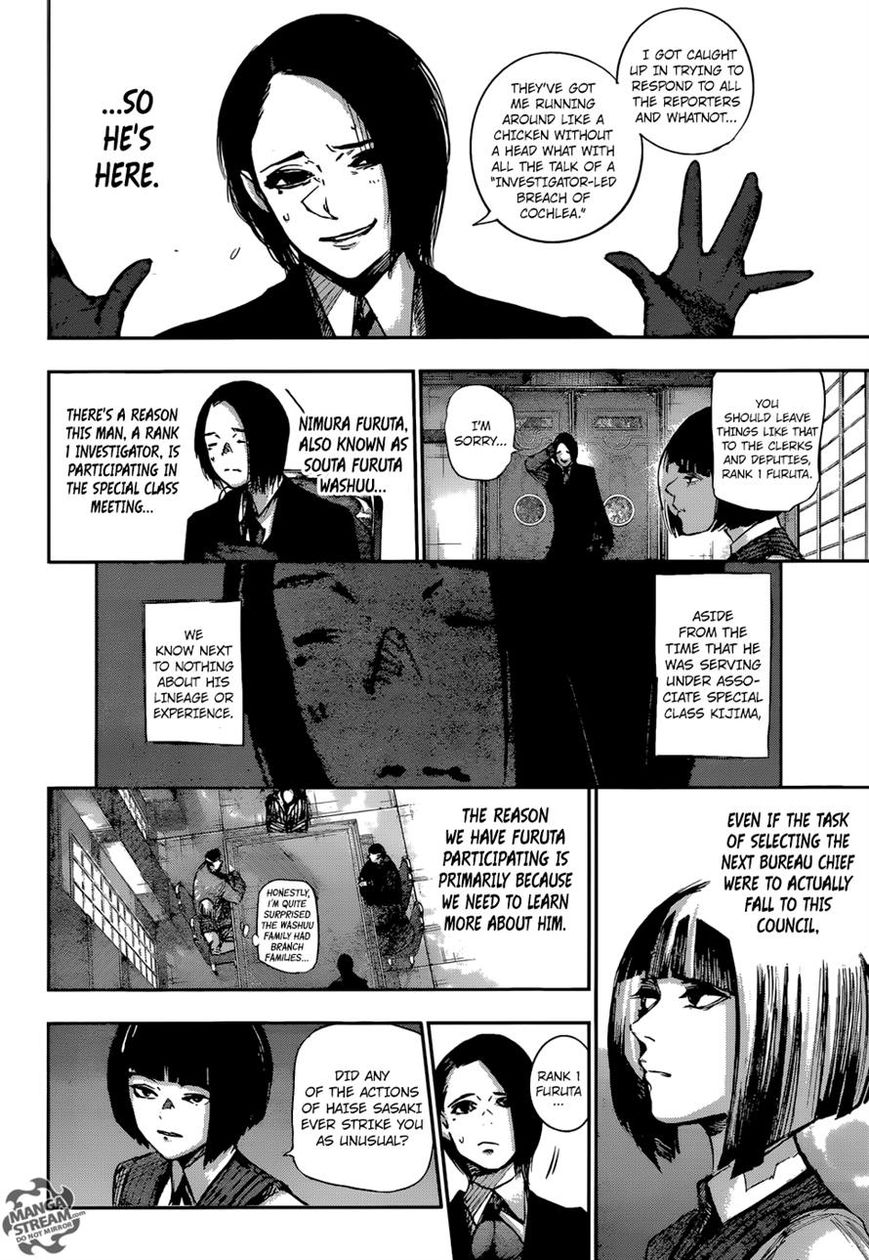 I GOT CAUGHT
UP IN TRYING TO
RESPOND TO ALL
THE REPORTERS
AND WHATNOT...
THEY'VE GOT
ME RUNNING
AROUND LIKE A
CHICKEN WITHOUT
A HEAD WHAT WITH
ALL THE TALK OF A
"INVESTIGATOR-LED
BREACH OF
COCHLEA."
...SO
HE'S
HERE.
YOU
SHOULD LEAVE
THINGS LIKE THAT
TO THE CLERKS
AND DEPUTIES,
RANK 1 FURUTA.
I'M
SORRY...
NIMURA FURUTA,
ALSO KNOWN AS
SOUTA FURUTA
WASHUU...
THERE'S A REASON
THIS MAN, A RANK
1 INVESTIGATOR, IS
PARTICIPATING IN
THE SPECIAL CLASS
MEETING...
ASIDE
FROM THE
TIME THAT HE
WAS SERVING
UNDER ASSO-
CIATE SPECIAL
CLASS KIJIMA,
WE
KNOW NEXT
TO NOTHING
ABOUT HIS
LINEAGE OR
EXPERIENCE.
EVEN IF THE TASK
OF SELECTING THE
NEXT BUREAU CHIEF
WERE TO ACTUALLY
FALL TO THIS
COUNCIL,
THE REASON
WE HAVE FURUTA
PARTICIPATING IS
PRIMARILY BECAUSE
WE NEED TO LEARN
MORE ABOUT HIM.
HONESTLY,
I'M QUITE
SURPRISED
THE WASHUU
FAMILY HAD
BRANCH
FAMILIES...
RANK 1
FURUTA
...
DID ANY
OF THE ACTIONS
OF HAISE SASAKI
EVER STRIKE YOU
AS UNUSUAL?
MANGA
STREAM.com
DO NOT MIRROR!